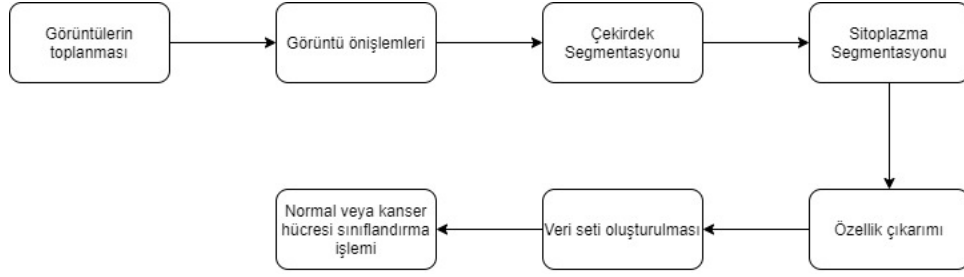 Görüntülerin
toplanması
Görüntü önişlemleri
Çekirdek
Segmentasyonu
Sitoplazma
Segmentasyonu
Özellik çıkarımı
Veri seti oluşturulması
Normal veya kanser
hücresi sınıflandırma
işlemi